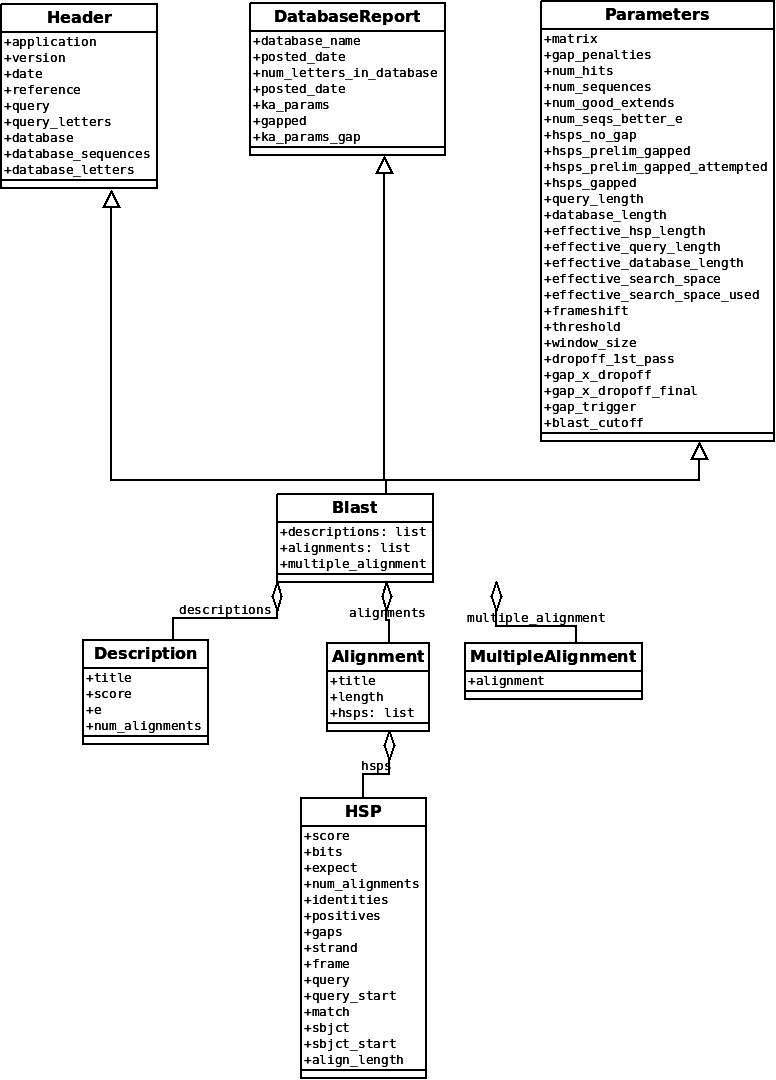 Header
+application
+version
+date
+reference
+query
+query_letters
+database
+database_sequences
+database_letters
DatabaseReport
+database_name
+posted_date
+num_letters_in_database
+posted_date
+ka_params
+gapped
+ka_params_gap
Parameters
+matrix
+gap_penalties
+num_hits
+num_sequences
+num_good_extends
+num_seqs_better_e
+hsps_no_gap
+hsps_prelim_gapped
+hsps_prelim_gapped_attempted
+hsps_gapped
+query_length
+database_length
+effective_hsp_length
+effective_query_length
+effective_database_length
+effective_search_space
+effective_search_space_used
+frameshift
+threshold
+window_size
+dropoff_1st_pass
+gap_x_dropoff
+gap_x_dropoff_final
+gap_trigger
+blast_cutoff
Blast
+descriptions: list
+alignments: list
+multiple_alignment
descriptions
alignments
multiple_alignment
Description
+title
+score
+e
+num_alignments
Alignment
+title
+length
+hsps: list
MultipleAlignment
+alignment
hsps
HSP
+score
+bits
+expect
+num_alignments
+identities
+positives
+gaps
+strand
+frame
+query
+query_start
+match
+sbjct
+sbjct_start
+align_length